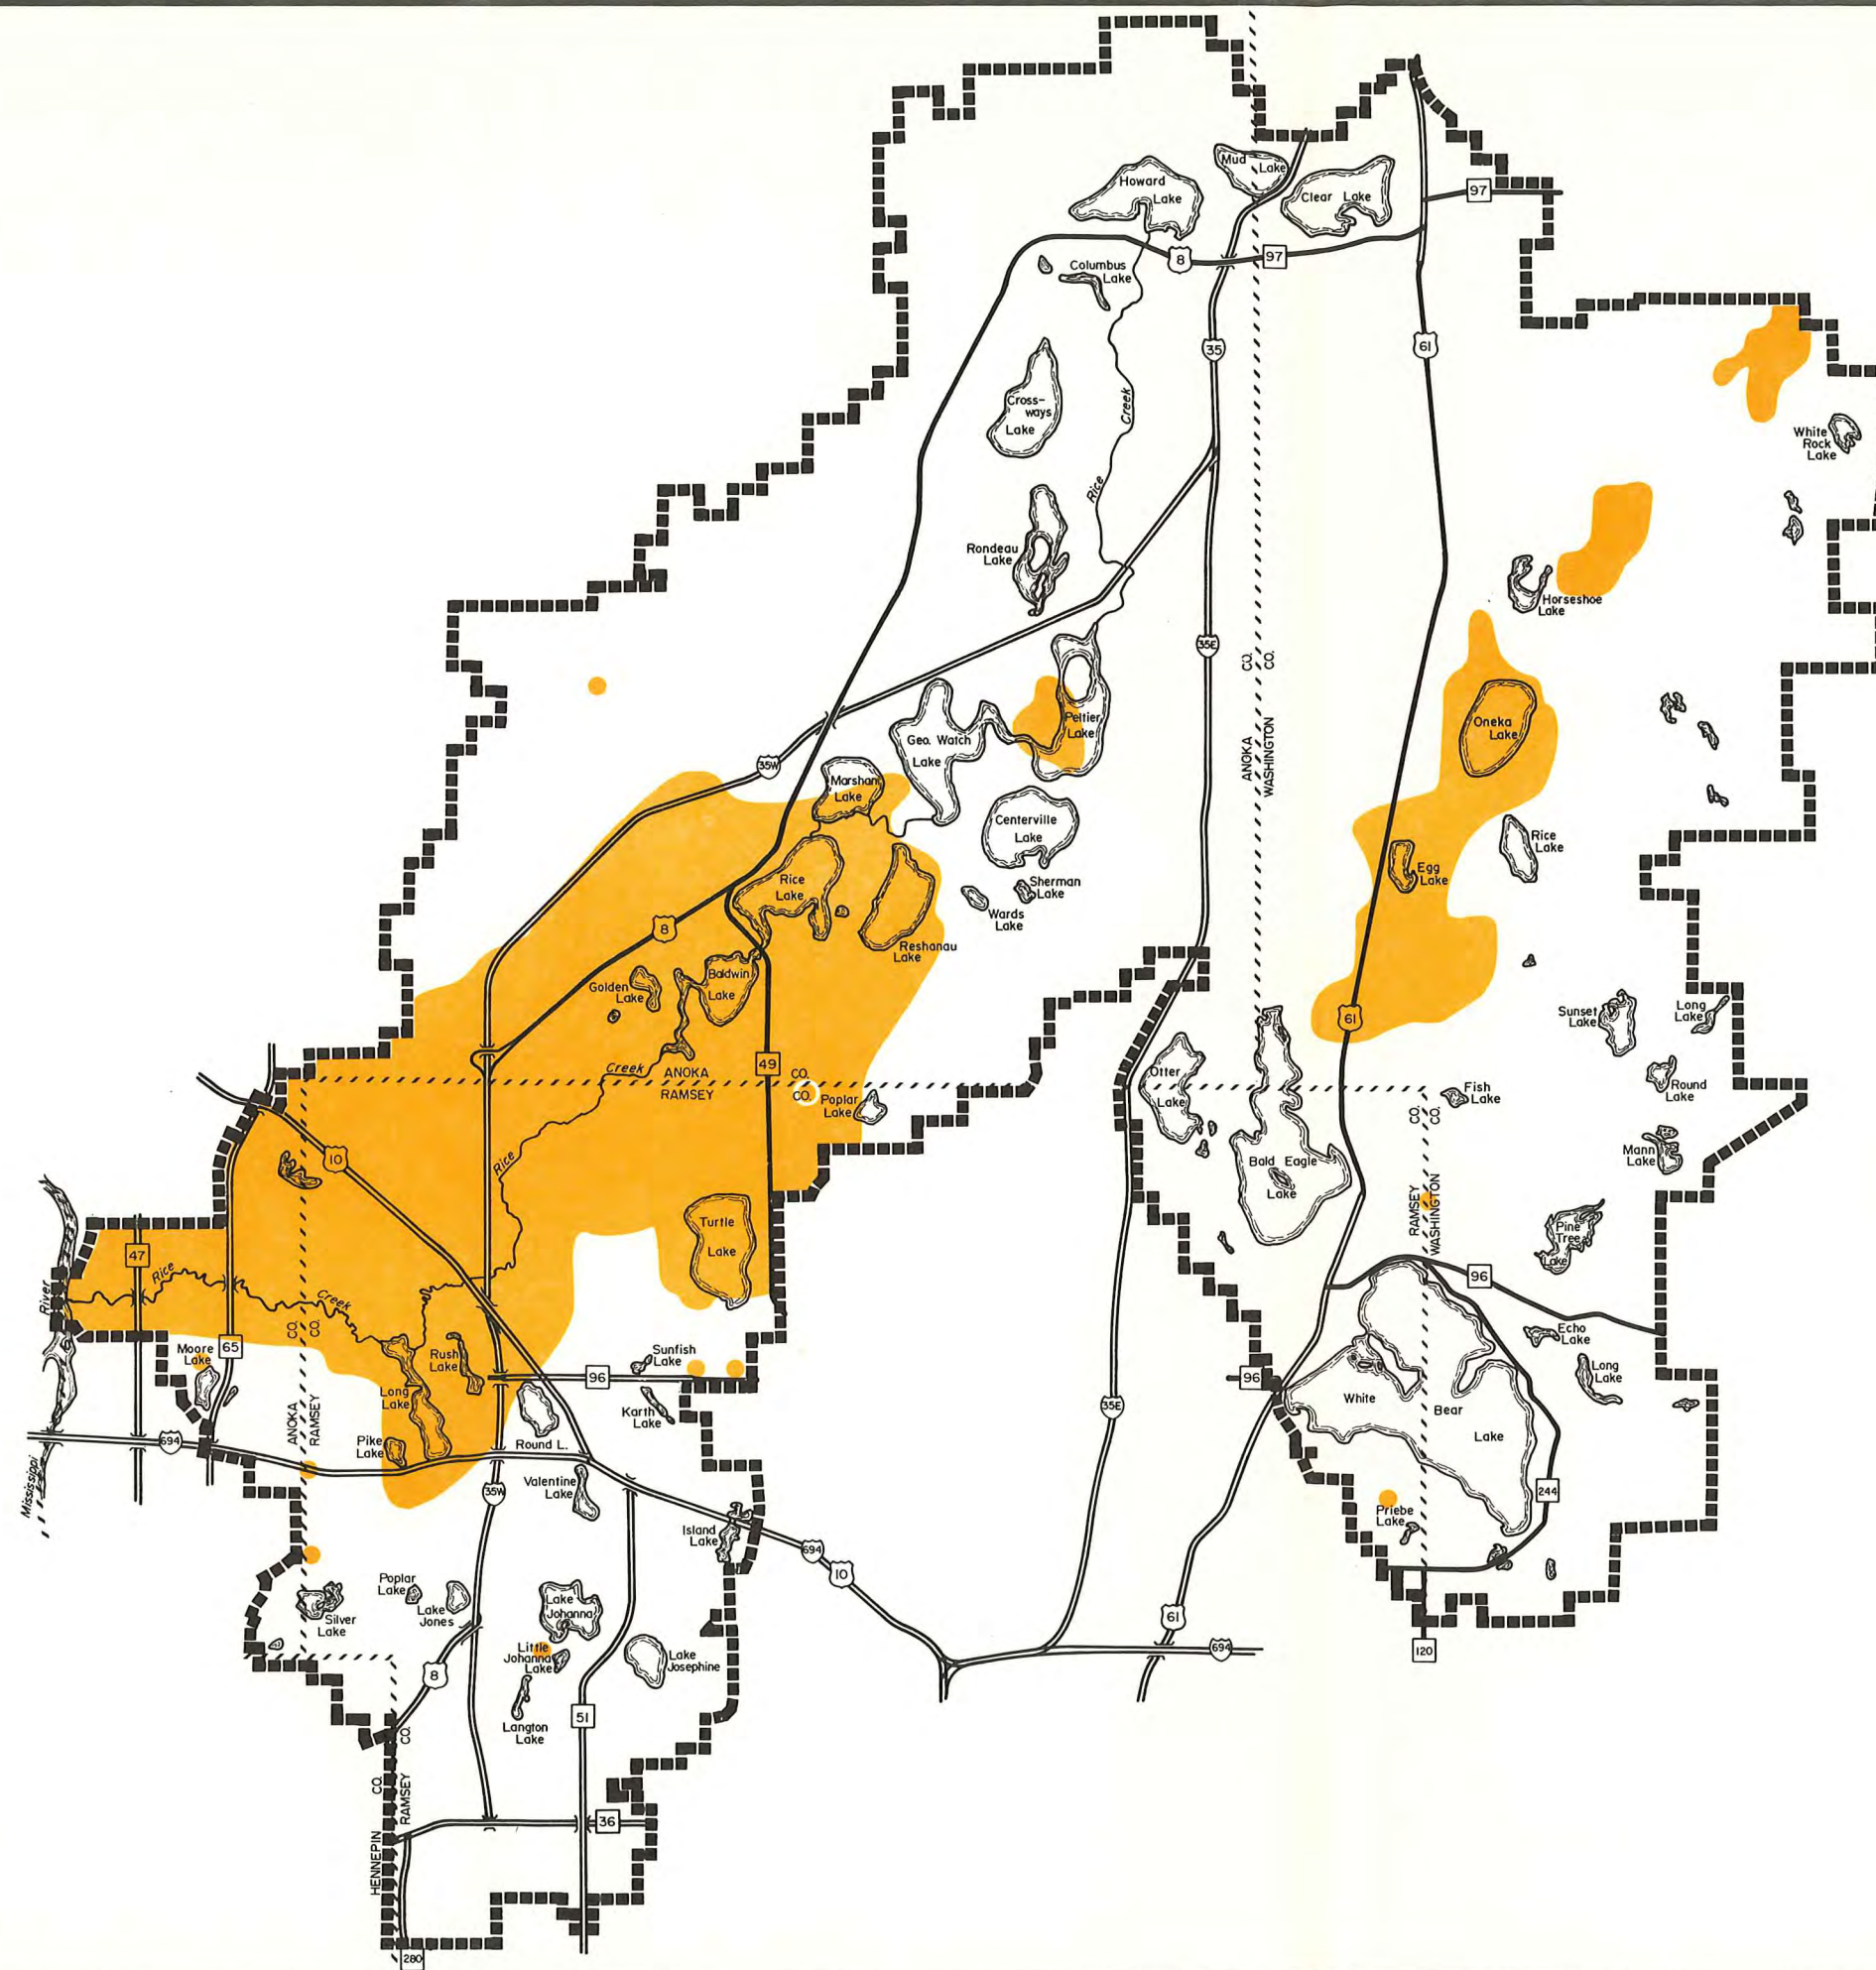 Mud
Lake
Howard
Lake
Clear Lake
97
8
97
Columbus
Lake
35
61
Cross-
ways
Lake
Creek
Rice
White
Rock
Lake
Rondeau
Lake
Horseshoe
Lake
35E
ANOKA CO.
WASHINGTON CO.
Peltier
Lake
Oneka
Lake
Geo. Watch
Lake
35W
Marshan
Lake
Centerville
Lake
Rice
Lake
Egg
Lake
Rice
Lake
Sherman
Lake
Wards
Lake
8
Reshanau
Lake
Baldwin
Lake
Golden
Lake
61
Sunset
Lake
Long
Lake
49
Creek
ANOKA CO.
RAMSEY CO.
Poplar
Lake
Otter
Lake
Fish
Lake
Round
Lake
CO.
CO.
RAMSEY
WASHINGTON
Mann
Lake
10
Rice
Bald Eagle
Lake
Turtle
Lake
Pine
Tree
Lake
47
Rice
Creek
River
96
CO.
CO.
65
Moore
Lake
Rush
Lake
Sunfish
Lake
Echo
Lake
96
96
Long
Lake
Long
Lake
Karth
Lake
White
Bear
Lake
ANOKA
RAMSEY
35E
694
Pike
Lake
Round L.
Valentine
Lake
35W
244
Mississippi
Priebe
Lake
Island
Lake
694
10
Poplar
Lake
Lake
Jones
Lake
Johanna
Silver
Lake
61
Little
Johanna
Lake
Lake
Josephine
694
120
8
Langton
Lake
51
CO.
CO.
HENNEPIN
RAMSEY
36
280